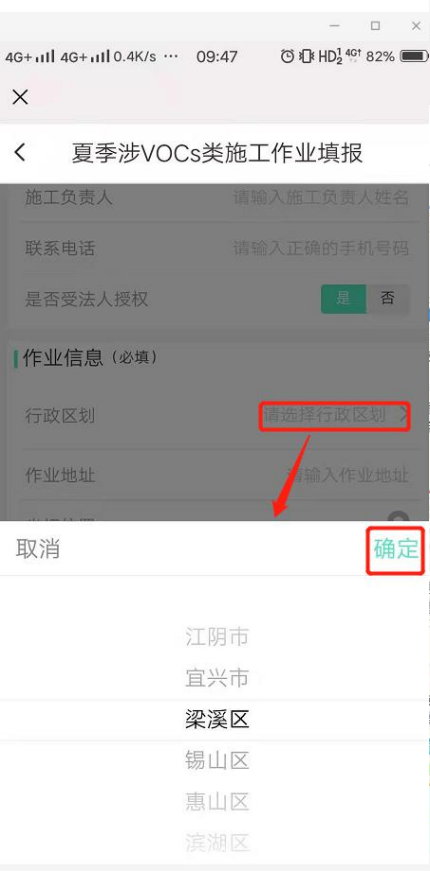 4G+ 4G+ 0.4K/s ··· 09:47 HD 1 2 4G+ 82%
夏季涉VOCs类施工作业填报
施工负责人 请输入施工负责人姓名
联系电话 请输入正确的手机号码
是否受法人授权 是 否
作业信息（必填）
行政区划 请选择行政区划
作业地址 请输入作业地址
取消 确定
江阴市
宜兴市
梁溪区
锡山区
惠山区
滨湖区